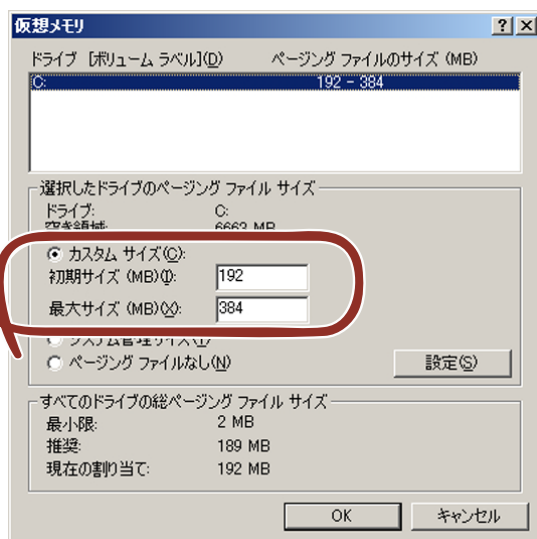 仮想メモリ
ドライブ [ボリューム ラベル](D) ページング ファイルのサイズ (MB)
C: 192 - 384
選択したドライブのページング ファイル サイズ
ドライブ: C:
空き領域: 6663 MB
カスタム サイズ(C):
初期サイズ (MB)(I): 192
最大サイズ (MB)(X): 384
システム管理サイズ(Y)
ページング ファイルなし(N) 設定(S)
すべてのドライブの総ページング ファイル サイズ
最小限: 2 MB
推奨: 189 MB
現在の割り当て: 192 MB
OK キャンセル